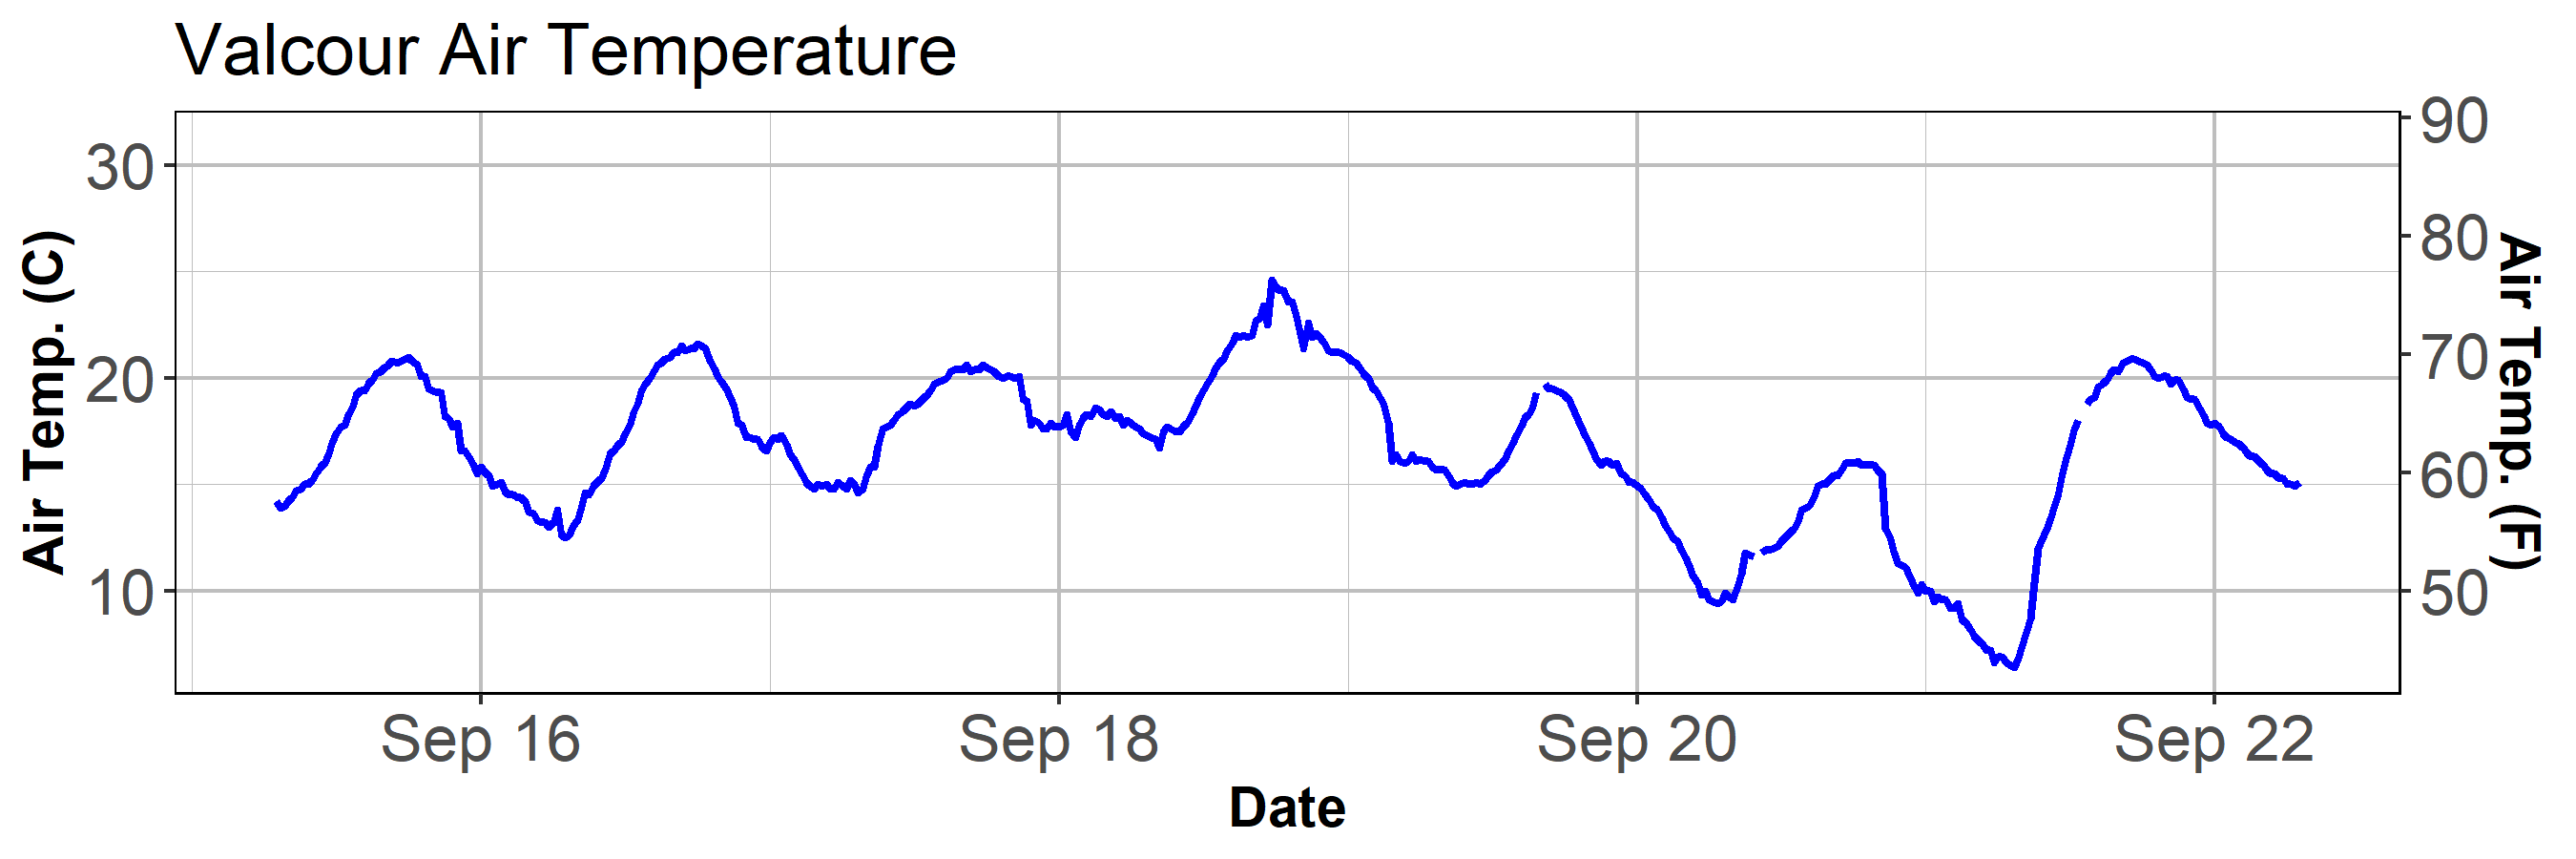 Valcour Air Temperature
30
20
10
Air Temp. (C)
90
80
70
60
50
Air Temp. (F)
Sep 16
Sep 18
Sep 20
Sep 22
Date